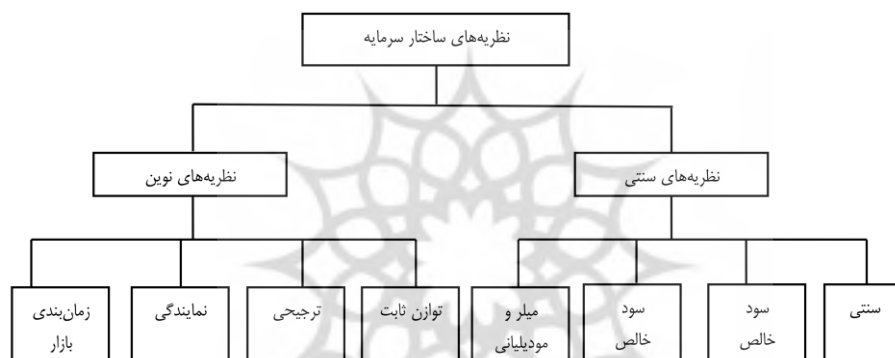 نظریه‌های ساختار سرمایه
نظریه‌های سنتی
نظریه‌های نوین
سنتی
سود
خالص
سود
خالص
میلر و
مودیلیانی
توازن ثابت
ترجیحی
نمایندگی
زمان‌بندی
بازار